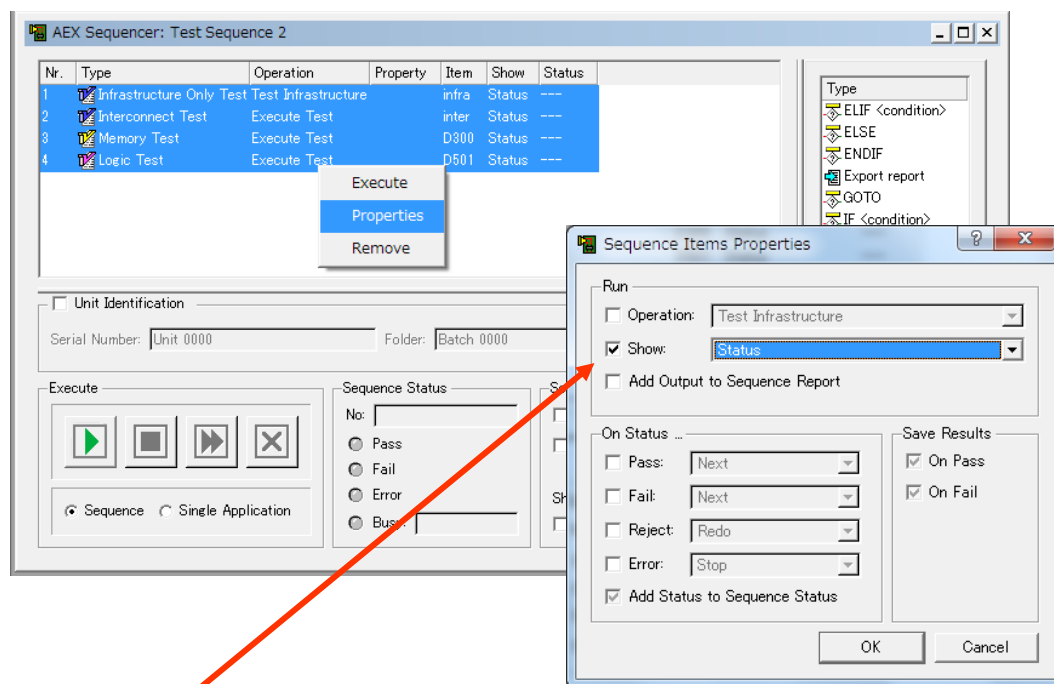 AEX Sequencer: Test Sequence 2
Nr. Type Operation Property Item Show Status
1 Infrastructure Only Test Test Infrastructure infra Status ---
2 Interconnect Test Execute Test inter Status ---
3 Memory Test Execute Test D300 Status ---
4 Logic Test Execute Test D501 Status ---
Execute
Properties
Remove
Type
ELIF <condition>
ELSE
ENDIF
Export report
GOTO
IF <condition>
Unit Identification
Serial Number: Unit 0000 Folder: Batch 0000
Execute
Sequence Single Application
Sequence Status
No:
Pass
Fail
Error
Busy:
Sequence Items Properties
Run
Operation: Test Infrastructure
Show: Status
Add Output to Sequence Report
On Status ...
Pass: Next
Fail: Next
Reject: Redo
Error: Stop
Add Status to Sequence Status
Save Results
On Pass
On Fail
OK Cancel